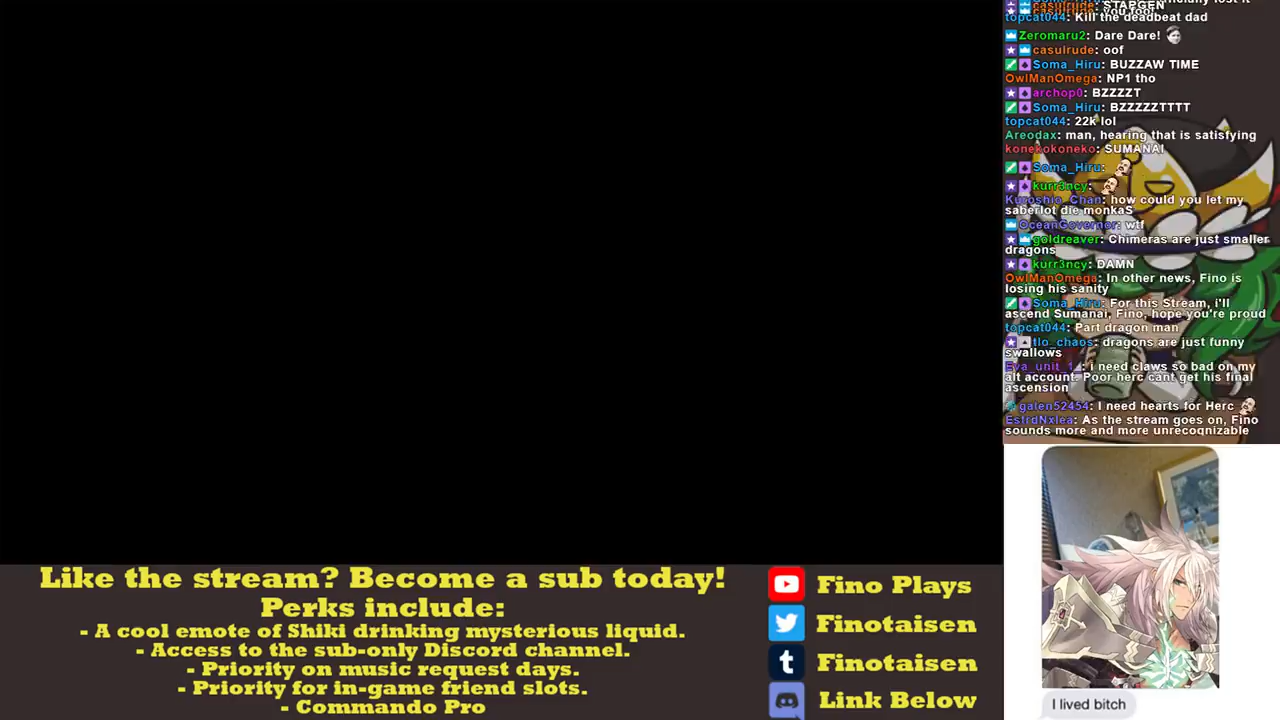 casulrude: STAPGEN
topcat044: Kill the deadbeat dad
Zeromaru2: Dare Dare!
casulrude: oof
Soma_Hiru: BUZZAW TIME
OwlManOmega: NP1 tho
archop0: BZZZZT
Soma_Hiru: BZZZZZTTTT
topcat044: 22k lol
Areodax: man, hearing that is satisfying
konekokoneko: SUMANAI
Soma_Hiru:
kurr3ncy:
Kuroshio_Chan: how could you let my
saberlot die monkaS
OceanGovernor: wtf
goldreaver: Chimeras are just smaller
dragons
kurr3ncy: DAMN
OwlManOmega: In other news, Fino is
losing his sanity
Soma_Hiru: For this Stream, i'll
ascend Sumanai, Fino, hope you're proud
topcat044: Part dragon man
tlo_chaos: dragons are just funny
swallows
i need claws so bad on my
alt account. Poor herc cant get his final
ascension
galen52454: I need hearts for Herc
EstrdNxlea: As the stream goes on, Fino
sounds more and more unrecognizable
Like the stream? Become a sub today!
Perks include:
- A cool emote of Shiki drinking mysterious liquid.
- Access to the sub-only Discord channel.
- Priority on music request days.
- Priority for in-game friend slots.
- Commando Pro
Fino Plays
Finotaisen
Finotaisen
Link Below
I lived bitch